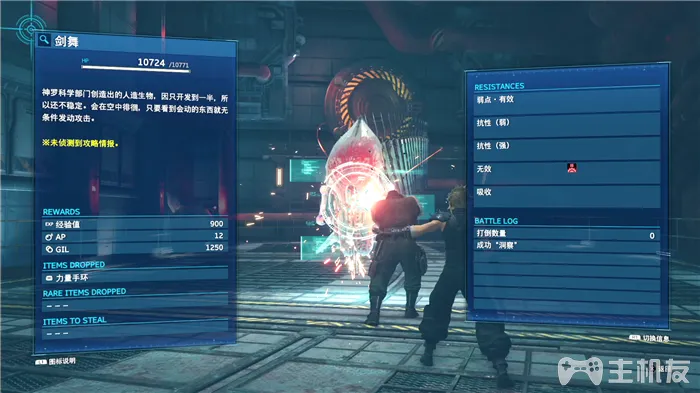 剑舞
HP 10724 /10771
神罗科学部门创造出的人造生物，因只开发到一半，所
以还不稳定。会在空中徘徊，只要看到会动的东西就无
条件发动攻击。
※未侦测到攻略情报。
REWARDS
EXP 经验值 900
AP 12
GIL 1250
ITEMS DROPPED
力量手环
RARE ITEMS DROPPED
– – –
ITEMS TO STEAL
– – –
图标说明
RESISTANCES
弱点·有效
抗性（弱）
抗性（强）
无效
吸收
BATTLE LOG
打倒数量 0
成功“洞察”
切换信息
主机友